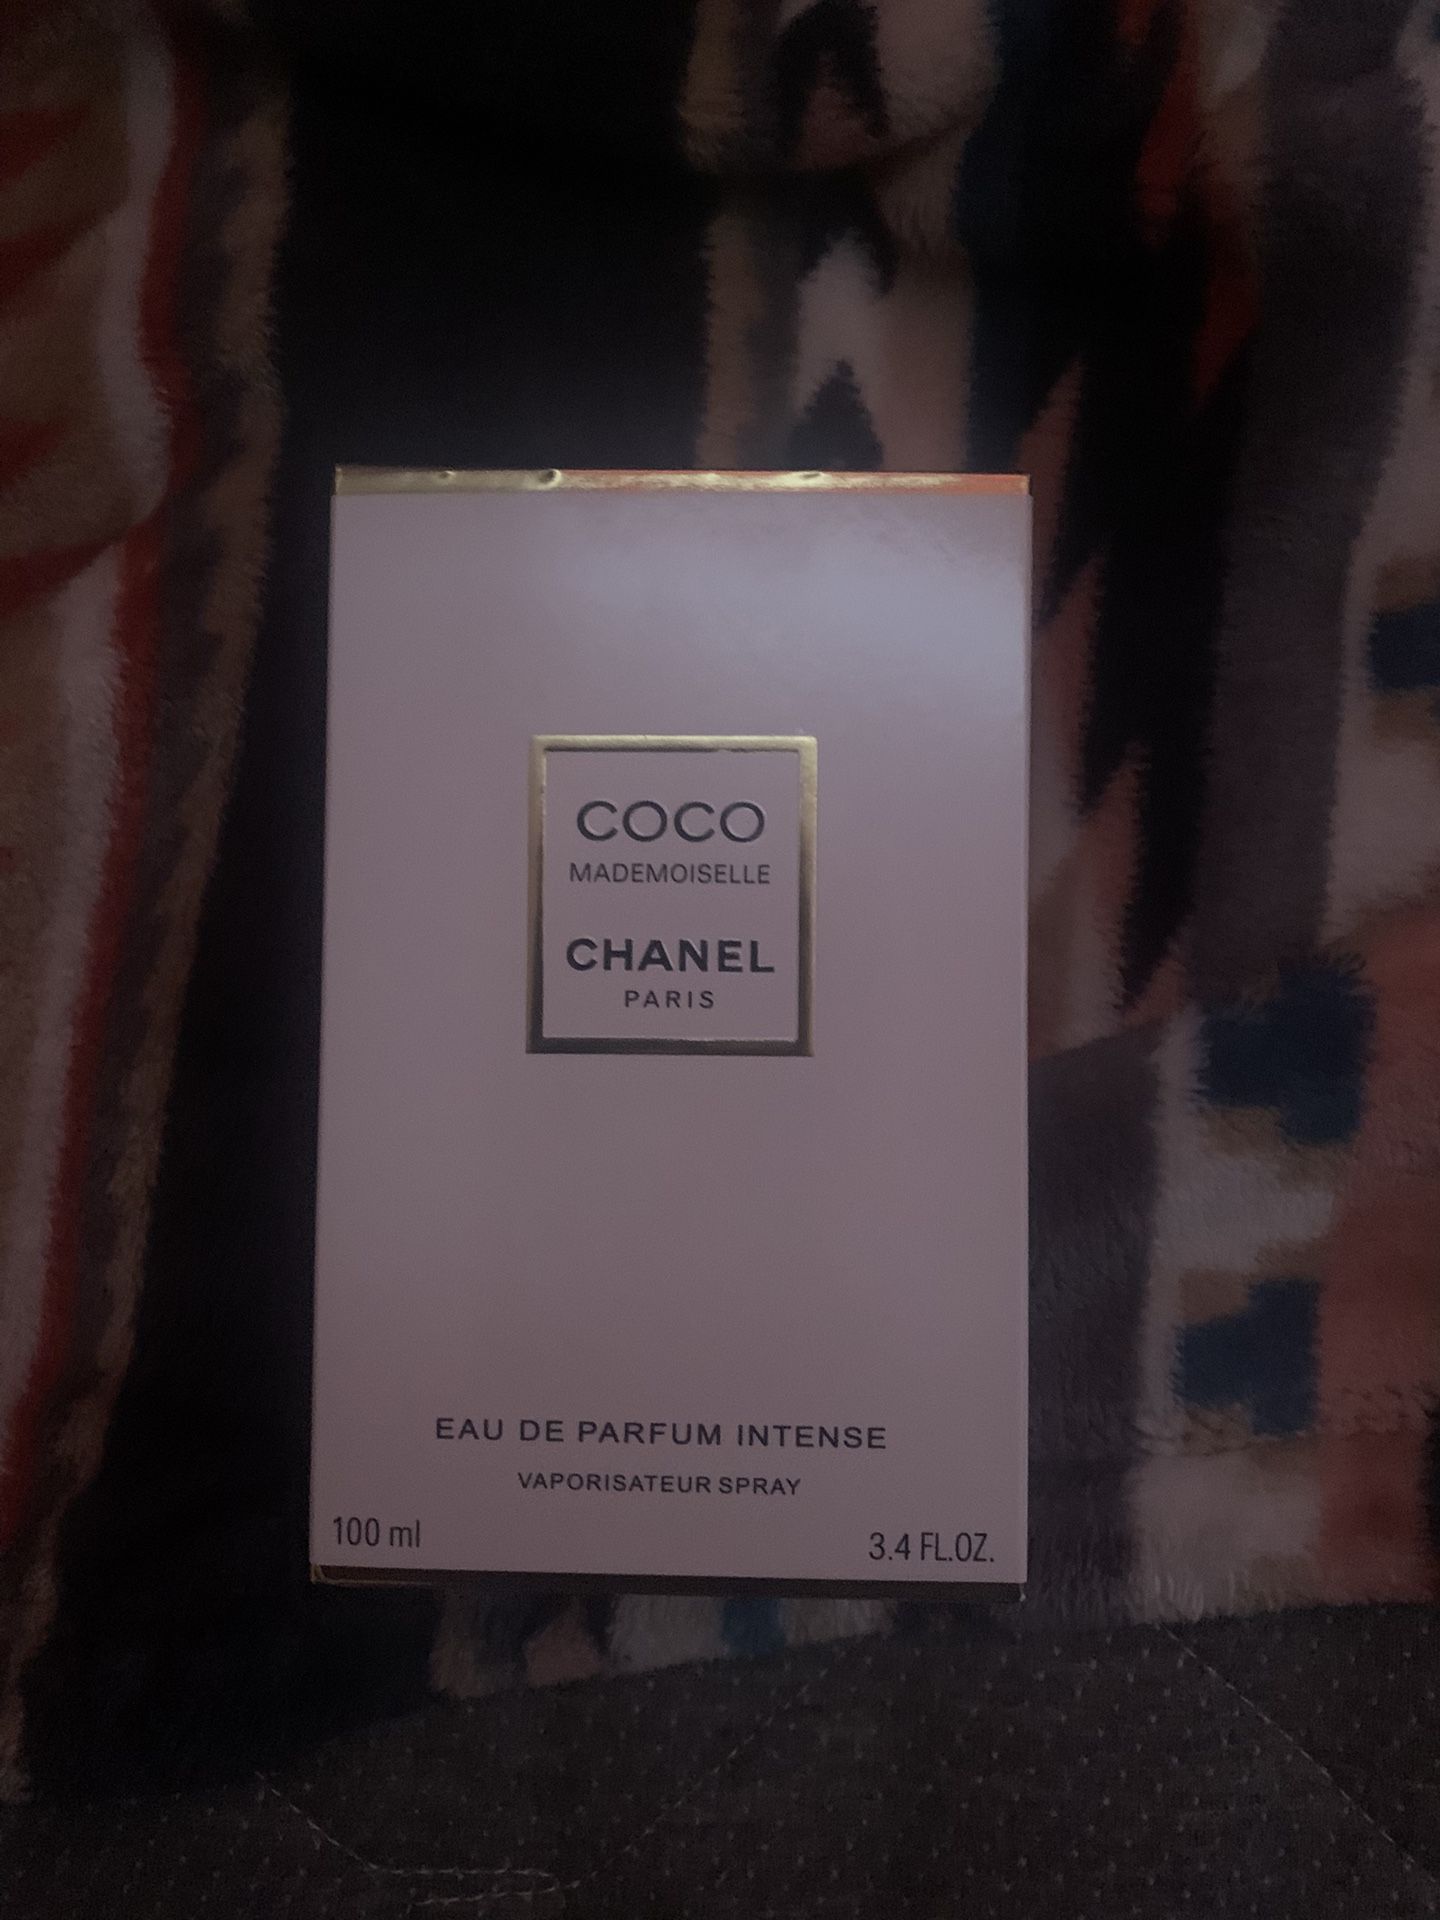 COCO
MADEMOISELLE
CHANEL
PARIS
EAU DE PARFUM INTENSE
VAPORISATEUR SPRAY
100 ml
3.4 FL.OZ.